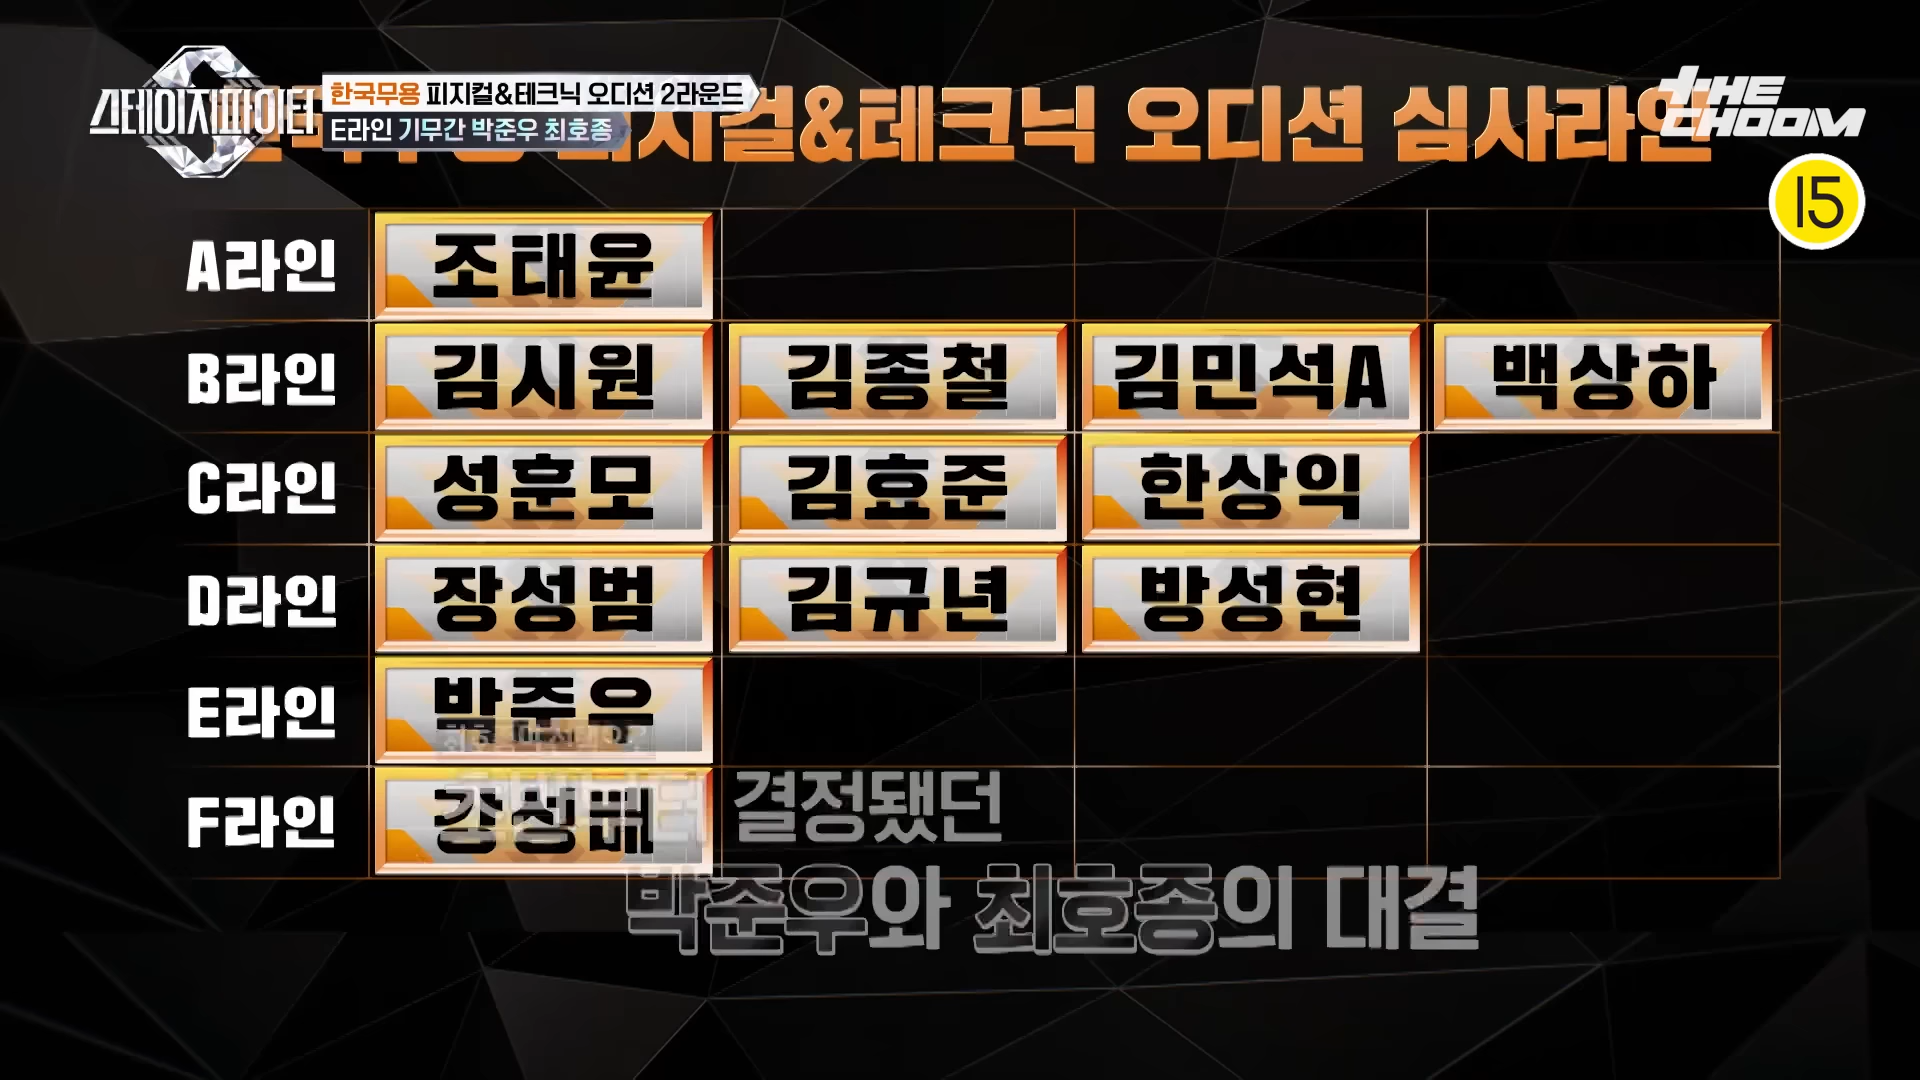 스테이지파이터
한국무용 피지컬&테크닉 오디션 2라운드
E라인 기무간 박준우 최호종
피지컬&테크닉 오디션 심사라인
THE CHOOM
15
A라인 조태윤
B라인 김시원 김종철 김민석A 백상하
C라인 성훈모 김효준 한상익
D라인 장성범 김규년 방성현
E라인 박준우
F라인
결정됐던
박준우와 최호종의 대결